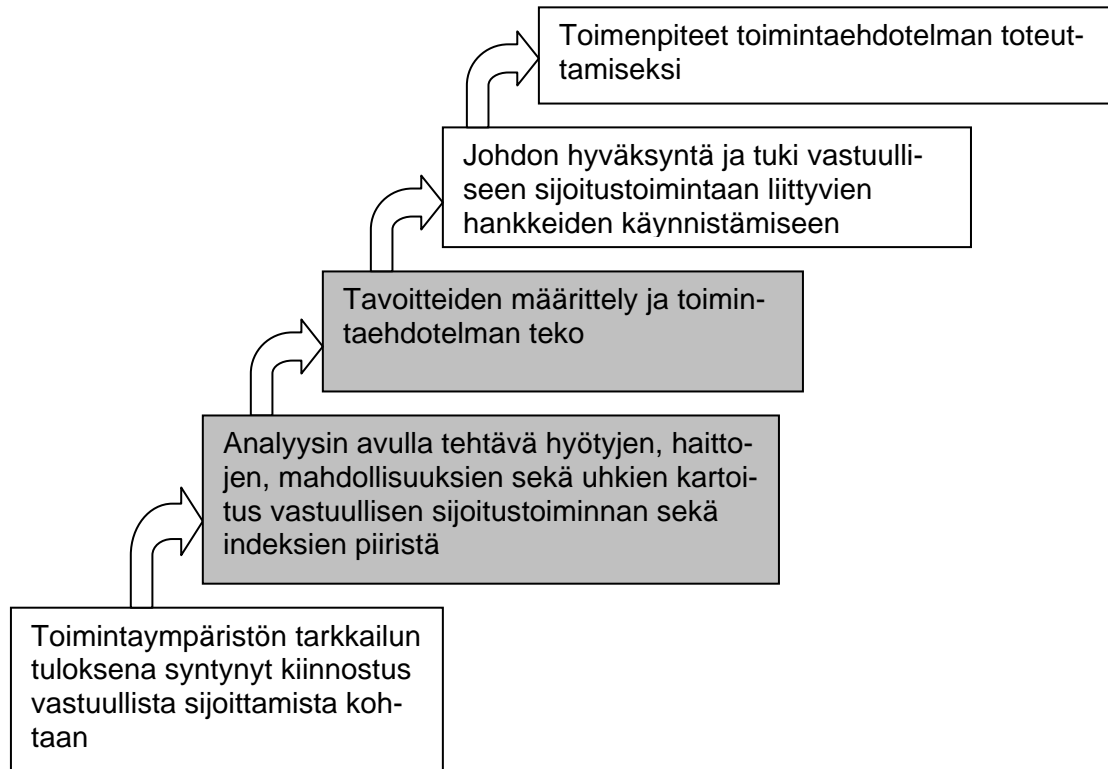 Toimenpiteet toimintaehdotelman toteut-
tamiseksi
Johdon hyväksyntä ja tuki vastuulli-
seen sijoitustoimintaan liittyvien
hankkeiden käynnistämiseen
Tavoitteiden määrittely ja toimin-
taehdotelman teko
Analyysin avulla tehtävä hyötyjen, haitto-
jen, mahdollisuuksien sekä uhkien kartoi-
tus vastuullisen sijoitustoiminnan sekä
indeksien piiristä
Toimintaympäristön tarkkailun
tuloksena syntynyt kiinnostus
vastuullista sijoittamista koh-
taan